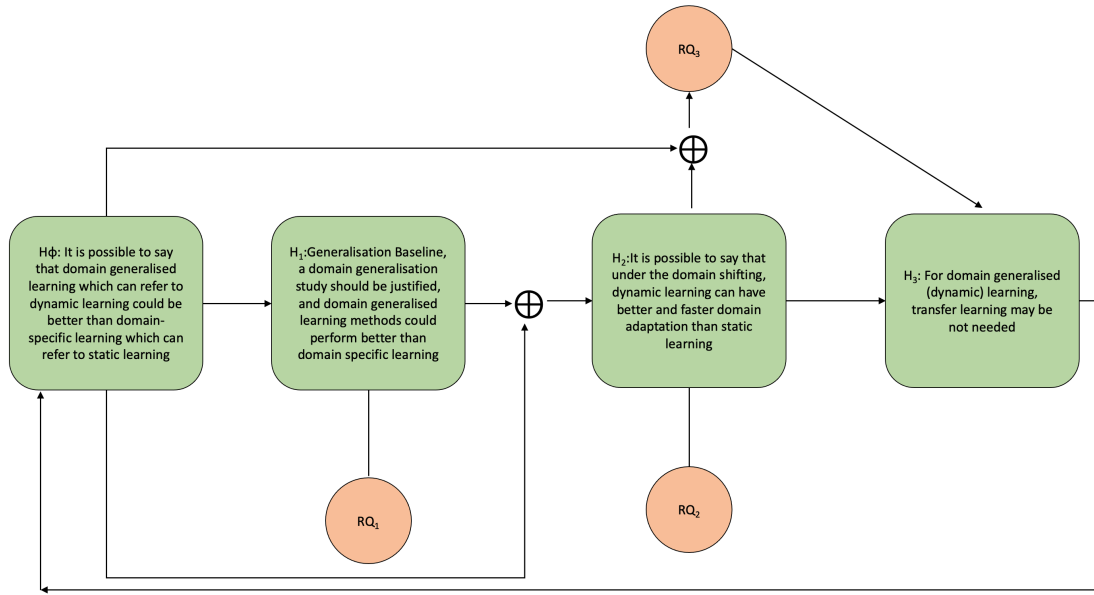 RQ₃
Hϕ: It is possible to say
that domain generalised
learning which can refer to
dynamic learning could be
better than domain-
specific learning which can
refer to static learning
H₁:Generalisation Baseline,
a domain generalisation
study should be justified,
and domain generalised
learning methods could
perform better than
domain specific learning
H₂:It is possible to say that
under the domain shifting,
dynamic learning can have
better and faster domain
adaptation than static
learning
H₃: For domain generalised
(dynamic) learning,
transfer learning may be
not needed
RQ₁
RQ₂